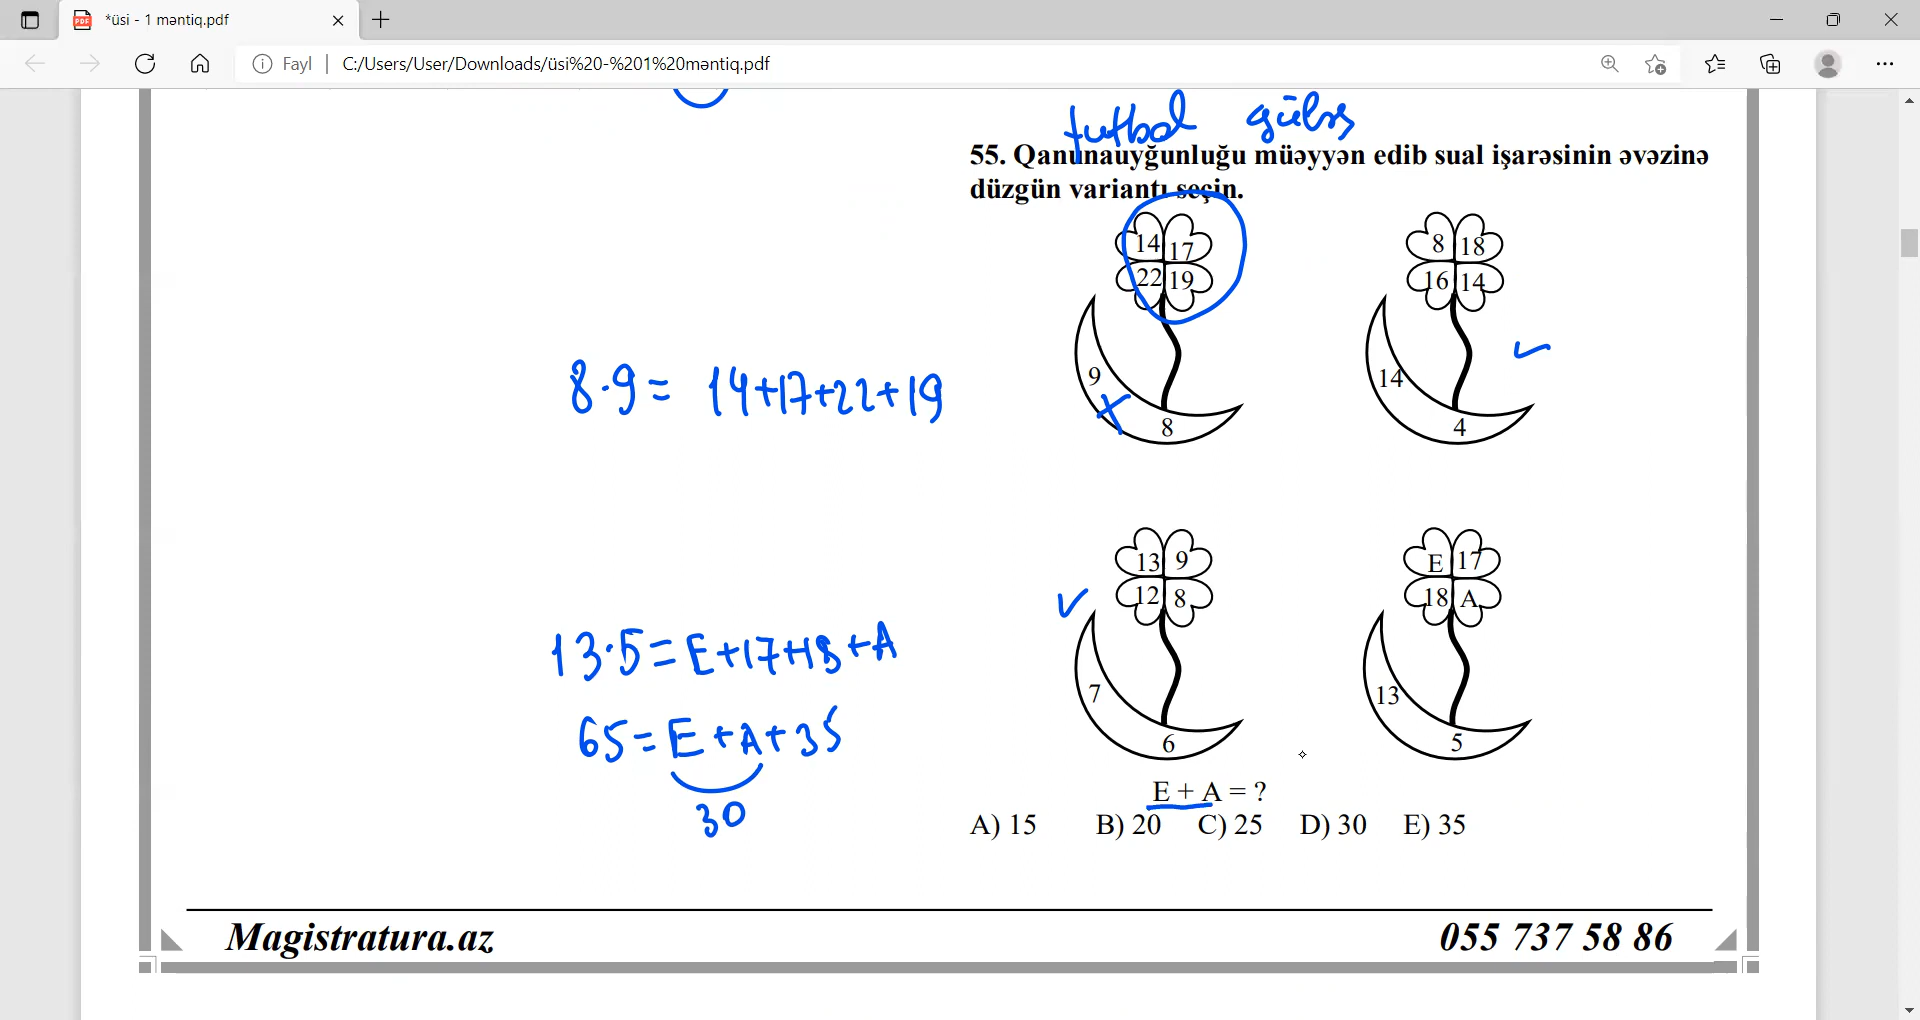 *üsi - 1 məntiq.pdf
Fayl | C:/Users/User/Downloads/üsi%20-%201%20məntiq.pdf
futbol
55. Qanunauyğunluğu müəyyən edib sual işarəsinin əvəzinə
düzgün variantı seçin.
14 17
22 19
9
8
8 18
16 14
14
4
8·9= 14+17+22+19
13 9
12 8
7
6
E 17
18 A
13
5
13·5=E+17+18+A
65=E+A+35
30
E + A = ?
A) 15 B) 20 C) 25 D) 30 E) 35
Magistratura.az
055 737 58 86